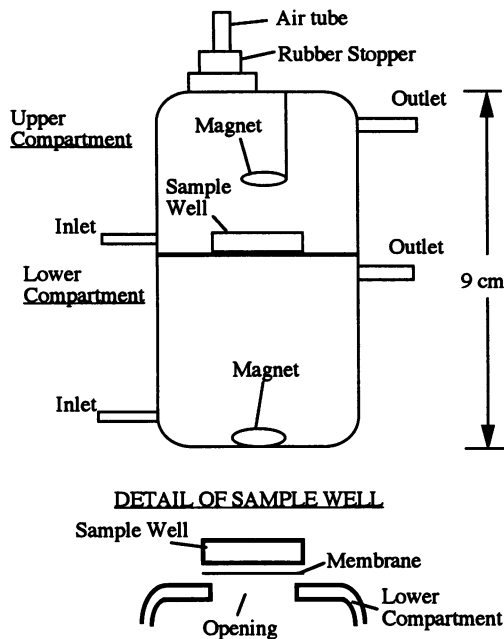 Air tube
Rubber Stopper
Outlet
Upper
Compartment
Magnet
Sample
Well
Inlet
Outlet
Lower
Compartment
9 cm
Magnet
Inlet
DETAIL OF SAMPLE WELL
Sample Well
Membrane
Lower
Compartment
Opening